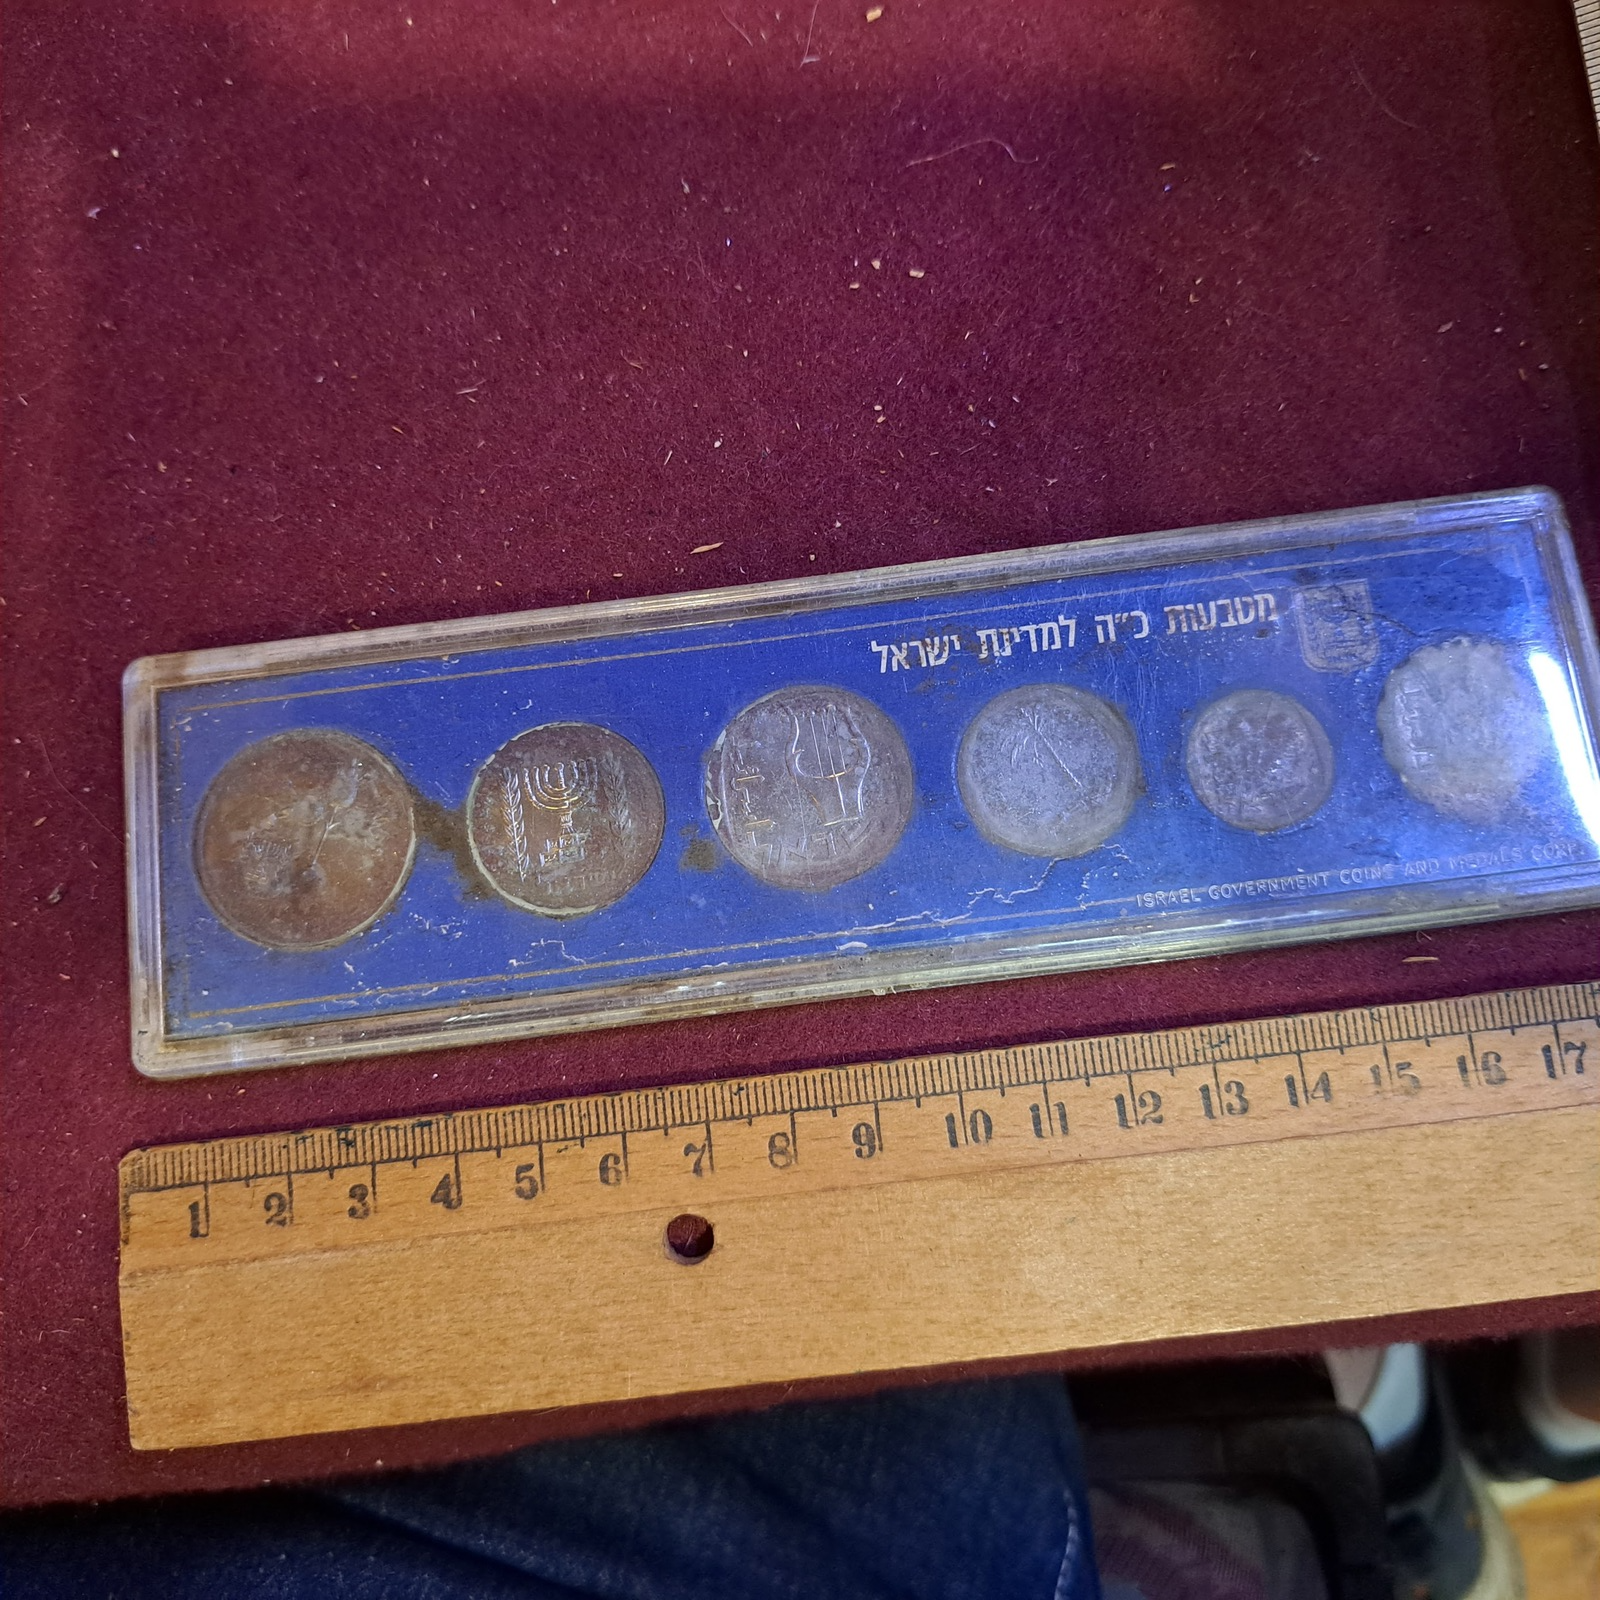 מטבעות כ״ה למדינת ישראל
ישראל
ISRAEL GOVERNMENT COINS AND MEDALS CORP.
1 2 3 4 5 6 7 8 9 10 11 12 13 14 15 16 17